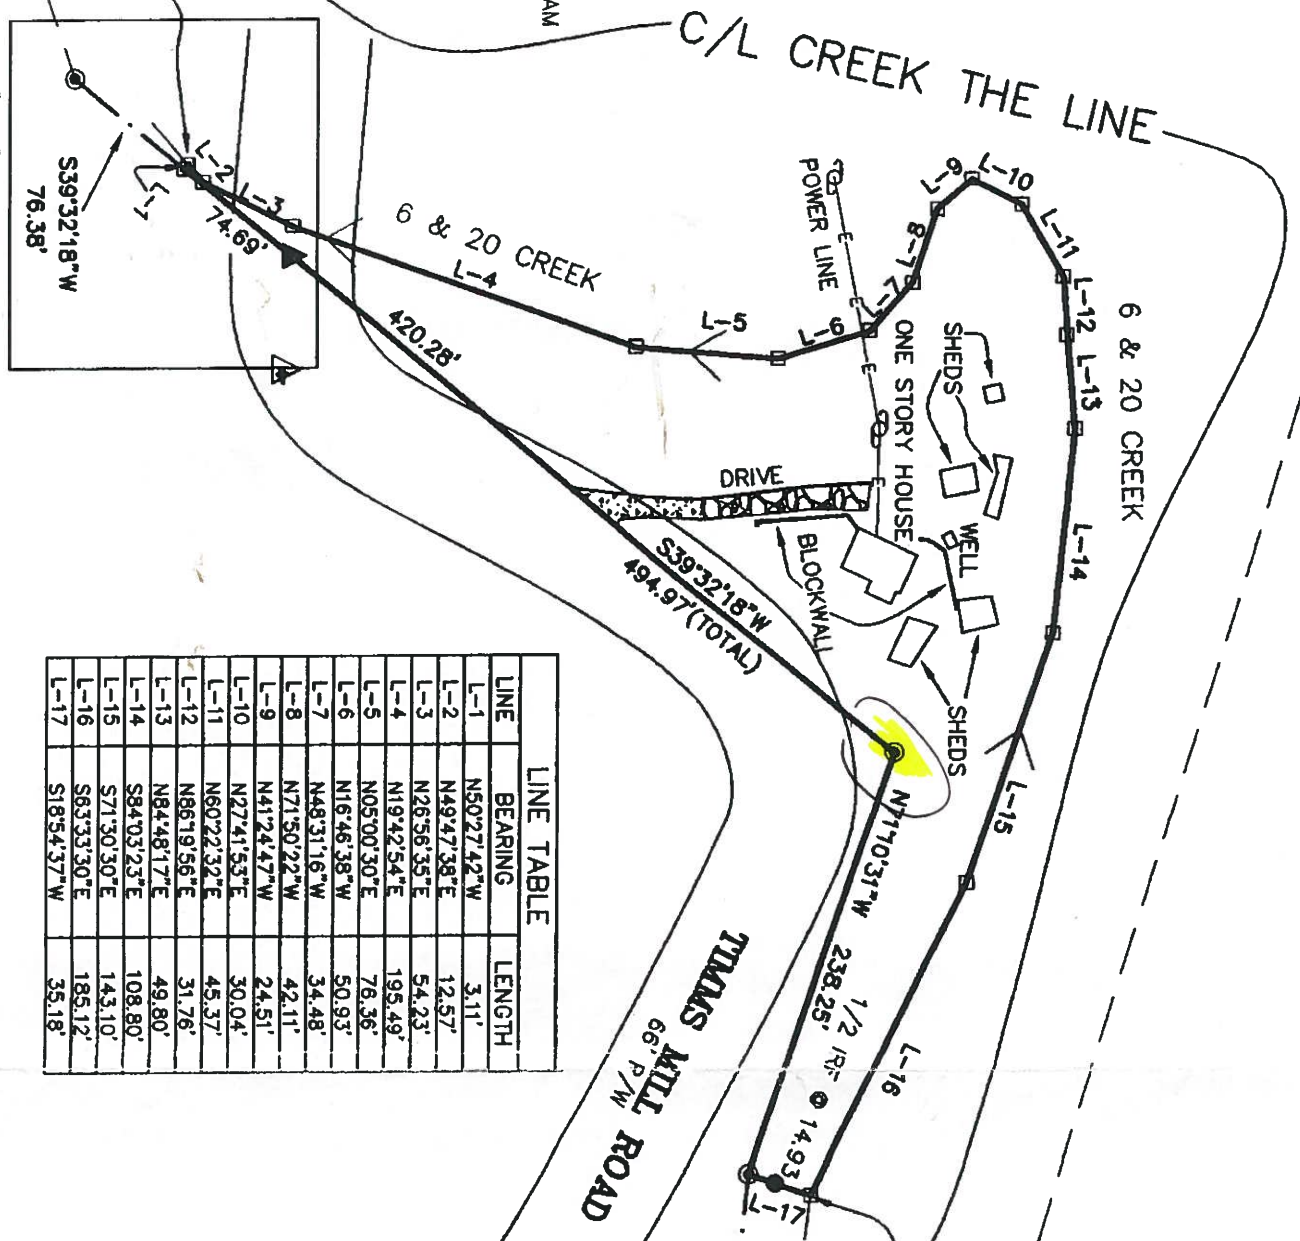 C/L CREEK THE LINE
AM
L-9
L-10
L-11
L-12
L-13
L-14
L-15
L-16
L-17
L-8
L-7
L-6
L-5
L-4
L-3
L-2
6 & 20 CREEK
6 & 20 CREEK
POWER LINE
E
E
E
E
ONE STORY HOUSE
SHEDS
SHEDS
WELL
DRIVE
BLOCKWALL
SHEDS
74.69'
420.28'
S39°32'18"W
494.97'(TOTAL)
S39°32'18"W
76.38'
N71°10'31"W 238.25'
1/2 IRF @ 14.93
TIMMS MILL ROAD
66' R/W
LINE TABLE
LINE BEARING LENGTH
L-1 N50°27'42"W 3.11'
L-2 N49°47'38"E 12.57'
L-3 N26°56'35"E 54.23'
L-4 N19°42'54"E 195.49'
L-5 N05°00'30"E 76.36'
L-6 N16°46'38"W 50.93'
L-7 N48°31'16"W 34.48'
L-8 N71°50'22"W 42.11'
L-9 N41°24'47"W 24.51'
L-10 N27°41'53"E 30.04'
L-11 N60°22'32"E 45.37'
L-12 N86°19'56"E 31.76'
L-13 N84°48'17"E 49.80'
L-14 S84°03'23"E 108.80'
L-15 S71°30'30"E 143.10'
L-16 S63°33'30"E 185.12'
L-17 S18°54'37"W 35.18'